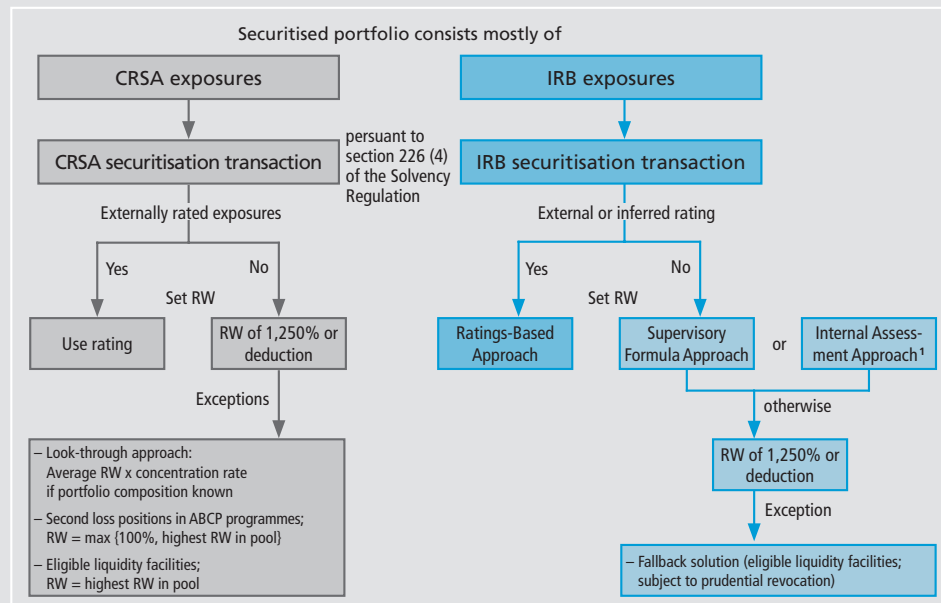 Securitised portfolio consists mostly of
CRSA exposures
IRB exposures
CRSA securitisation transaction
persuant to
section 226 (4)
of the Solvency
Regulation
IRB securitisation transaction
Externally rated exposures
External or inferred rating
Yes
No
Yes
No
Set RW
Set RW
Use rating
RW of 1,250% or
deduction
Ratings-Based
Approach
Supervisory
Formula Approach
or
Internal Assess-
ment Approach¹
Exceptions
otherwise
– Look-through approach:
Average RW x concentration rate
if portfolio composition known
– Second loss positions in ABCP programmes;
RW = max {100%, highest RW in pool}
– Eligible liquidity facilities;
RW = highest RW in pool
RW of 1,250% or
deduction
Exception
– Fallback solution (eligible liquidity facilities;
subject to prudential revocation)